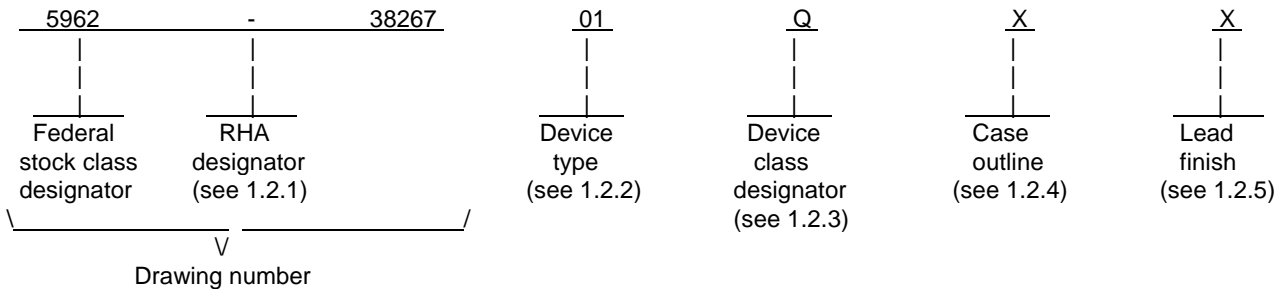 5962 - 38267 01 Q X X
Federal stock class designator
RHA designator (see 1.2.1)
Device type (see 1.2.2)
Device class designator (see 1.2.3)
Case outline (see 1.2.4)
Lead finish (see 1.2.5)
Drawing number